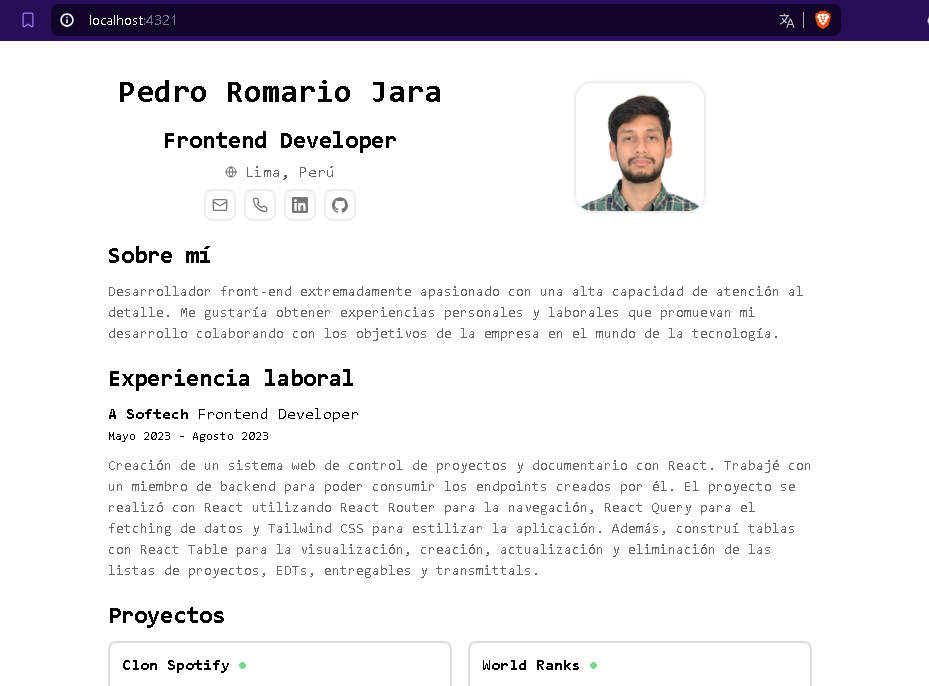 localhost:4321
Pedro Romario Jara
Frontend Developer
Lima, Perú
Sobre mí
Desarrollador front-end extremadamente apasionado con una alta capacidad de atención al
detalle. Me gustaría obtener experiencias personales y laborales que promuevan mi
desarrollo colaborando con los objetivos de la empresa en el mundo de la tecnología.
Experiencia laboral
A Softech Frontend Developer
Mayo 2023 - Agosto 2023
Creación de un sistema web de control de proyectos y documentario con React. Trabajé con
un miembro de backend para poder consumir los endpoints creados por él. El proyecto se
realizó con React utilizando React Router para la navegación, React Query para el
fetching de datos y Tailwind CSS para estilizar la aplicación. Además, construí tablas
con React Table para la visualización, creación, actualización y eliminación de las
listas de proyectos, EDTs, entregables y transmittals.
Proyectos
Clon Spotify
World Ranks